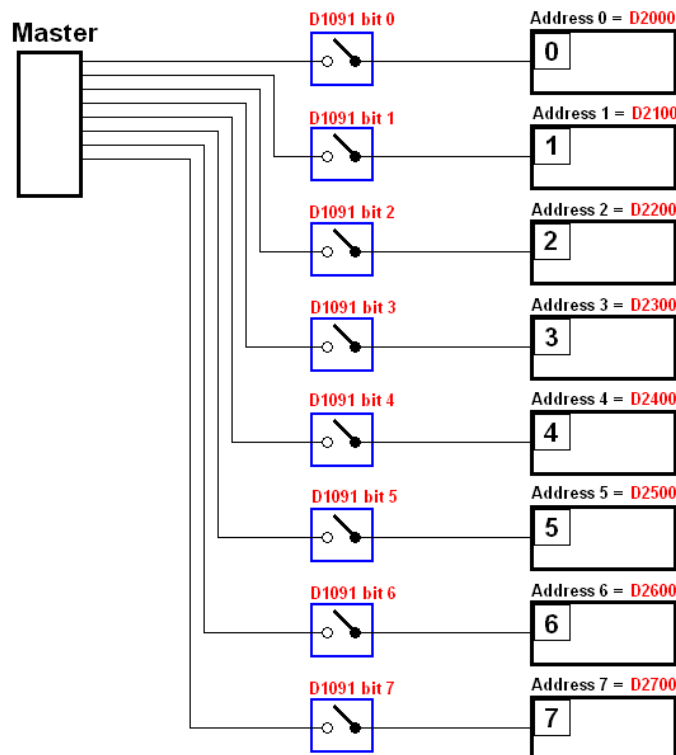 D1091 bit 0
Address 0 = D2000
Master
0
D1091 bit 1
Address 1 = D2100
1
D1091 bit 2
Address 2 = D2200
2
D1091 bit 3
Address 3 = D2300
3
D1091 bit 4
Address 4 = D2400
4
D1091 bit 5
Address 5 = D2500
5
D1091 bit 6
Address 6 = D2600
6
D1091 bit 7
Address 7 = D2700
7